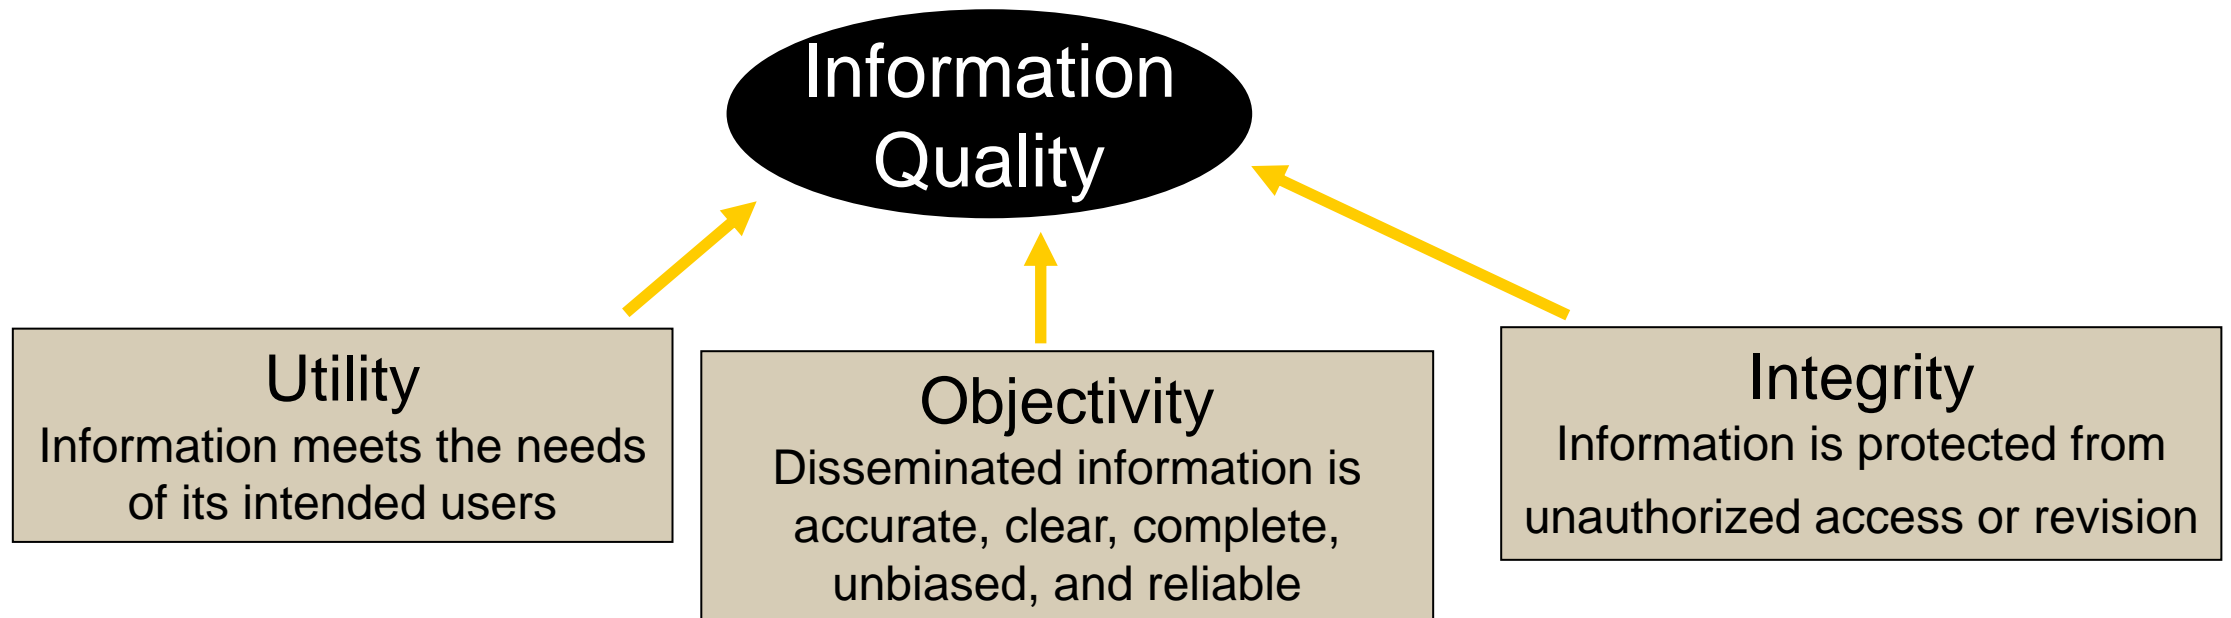 Information
Quality
Utility
Information meets the needs
of its intended users
Objectivity
Disseminated information is
accurate, clear, complete,
unbiased, and reliable
Integrity
Information is protected from
unauthorized access or revision